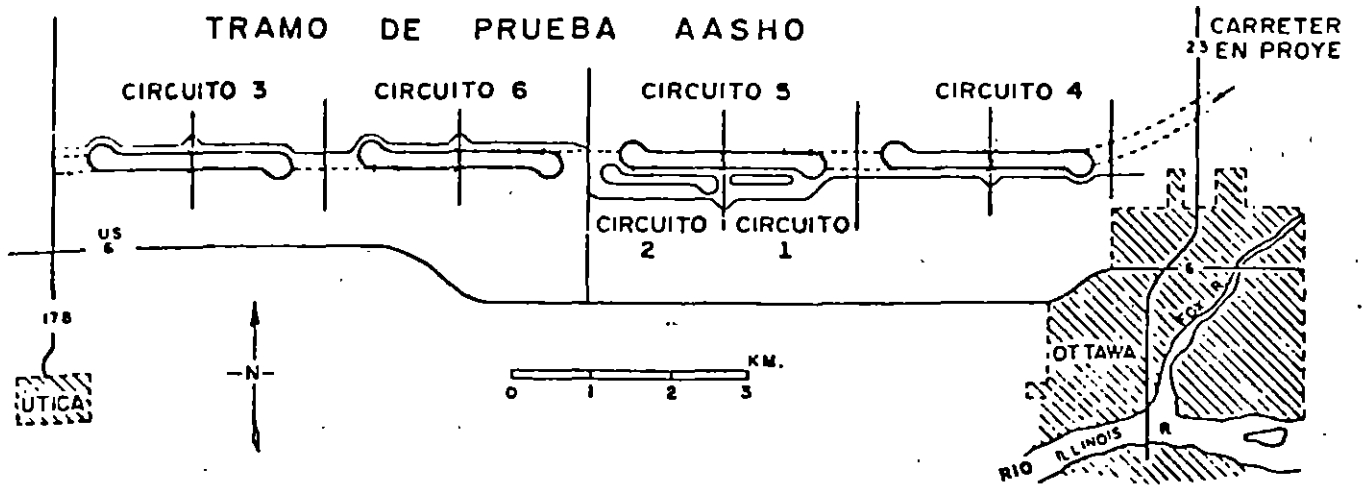 TRAMO DE PRUEBA AASHO
CARRETER
23 EN PROYE
CIRCUITO 3
CIRCUITO 6
CIRCUITO 5
CIRCUITO 4
CIRCUITO
2
CIRCUITO
1
US
6
6
178
UTICA
-N-
KM.
0 1 2 3
FOX R.
OTTAWA
RIO ILLINOIS R